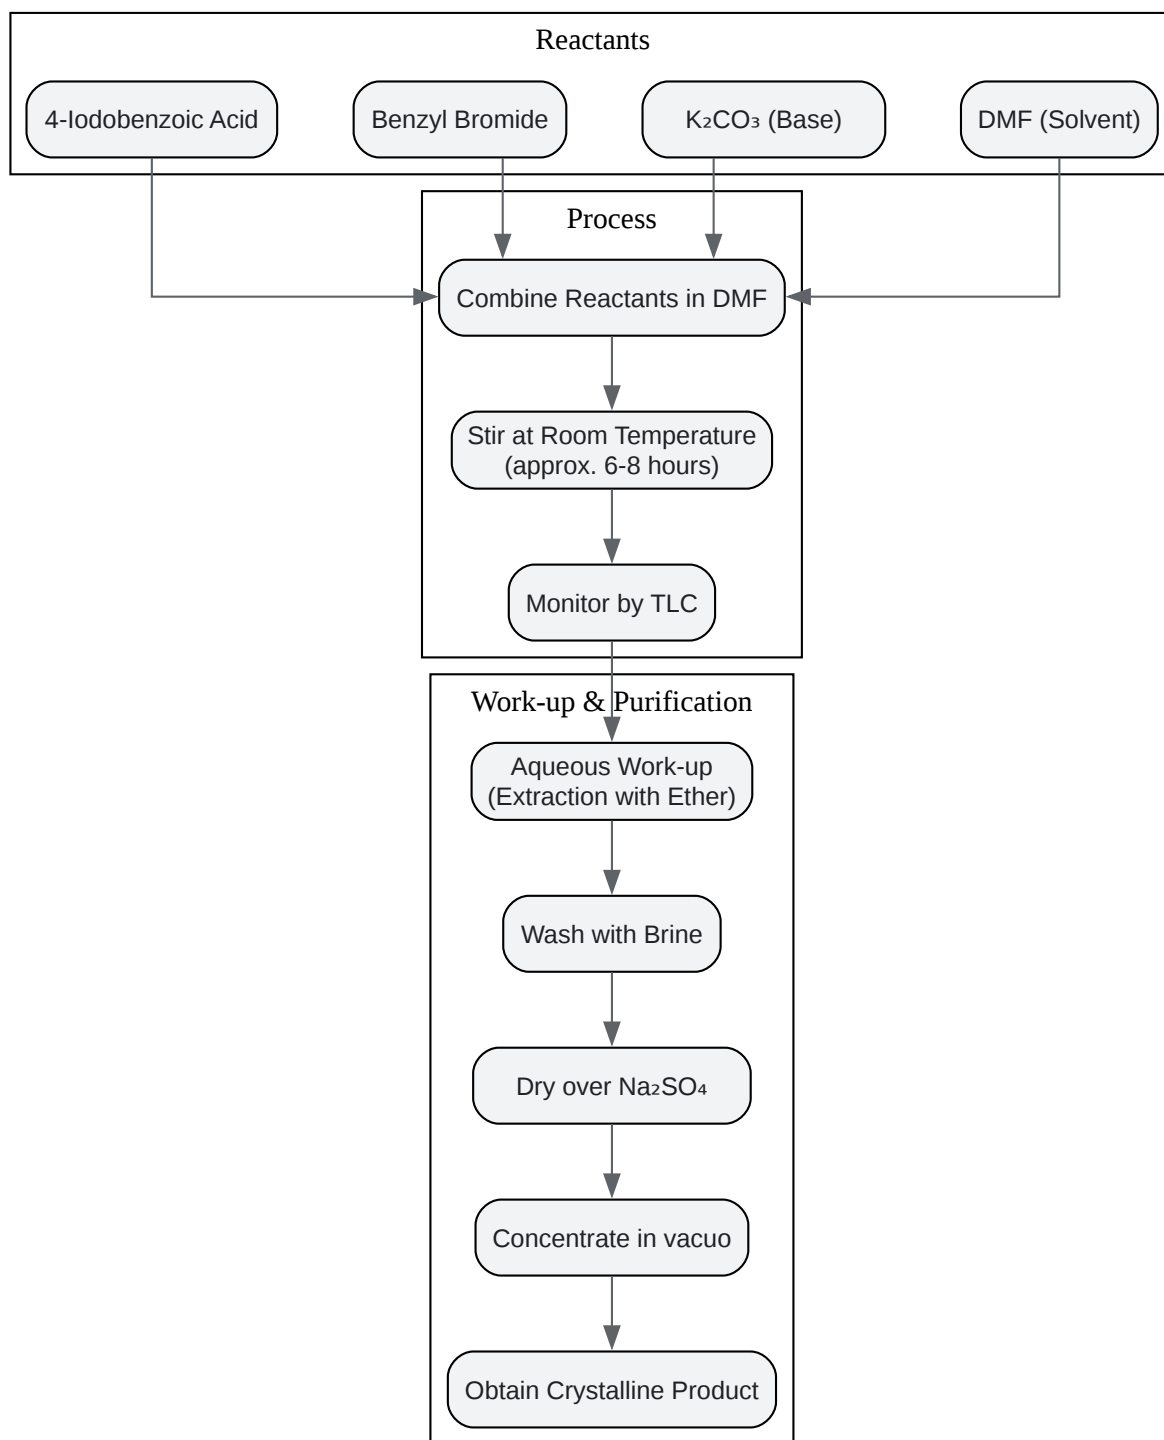 Reactants
4-Iodobenzoic Acid
Benzyl Bromide
K₂CO₃ (Base)
DMF (Solvent)
Process
Combine Reactants in DMF
Stir at Room Temperature
(approx. 6-8 hours)
Monitor by TLC
Work-up & Purification
Aqueous Work-up
(Extraction with Ether)
Wash with Brine
Dry over Na₂SO₄
Concentrate in vacuo
Obtain Crystalline Product